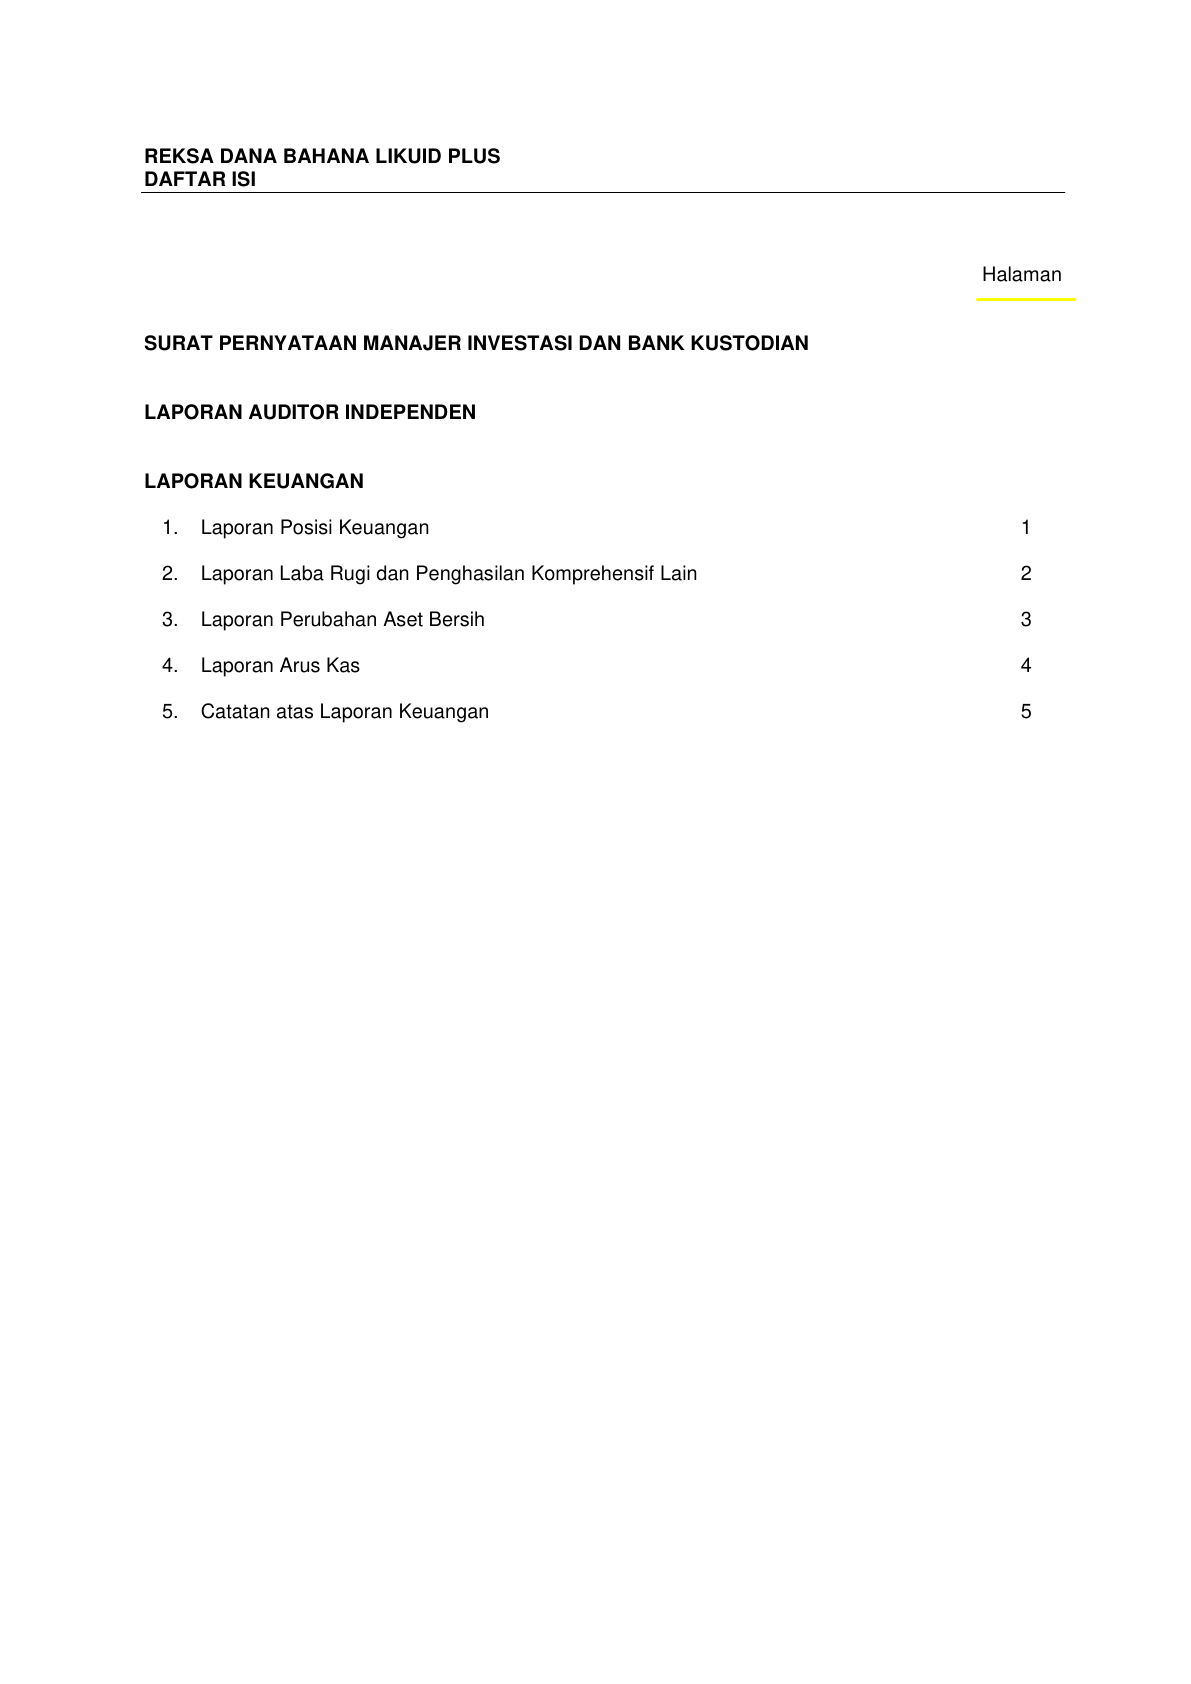 REKSA DANA BAHANA LIKUID PLUS
DAFTAR ISI
Halaman
SURAT PERNYATAAN MANAJER INVESTASI DAN BANK KUSTODIAN
LAPORAN AUDITOR INDEPENDEN
LAPORAN KEUANGAN
1. Laporan Posisi Keuangan 1
2. Laporan Laba Rugi dan Penghasilan Komprehensif Lain 2
3. Laporan Perubahan Aset Bersih 3
4. Laporan Arus Kas 4
5. Catatan atas Laporan Keuangan 5